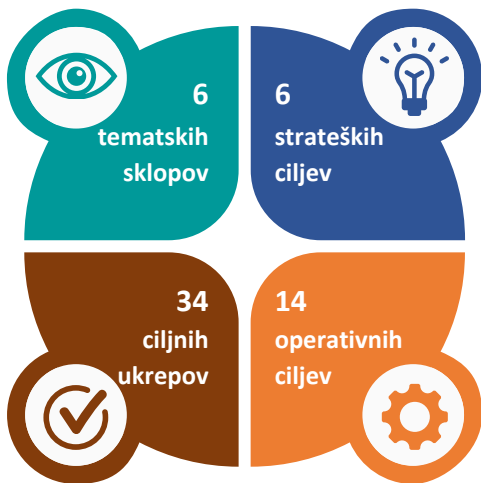 6
tematskih
sklopov
6
strateških
ciljev
34
ciljnih
ukrepov
14
operativnih
ciljev